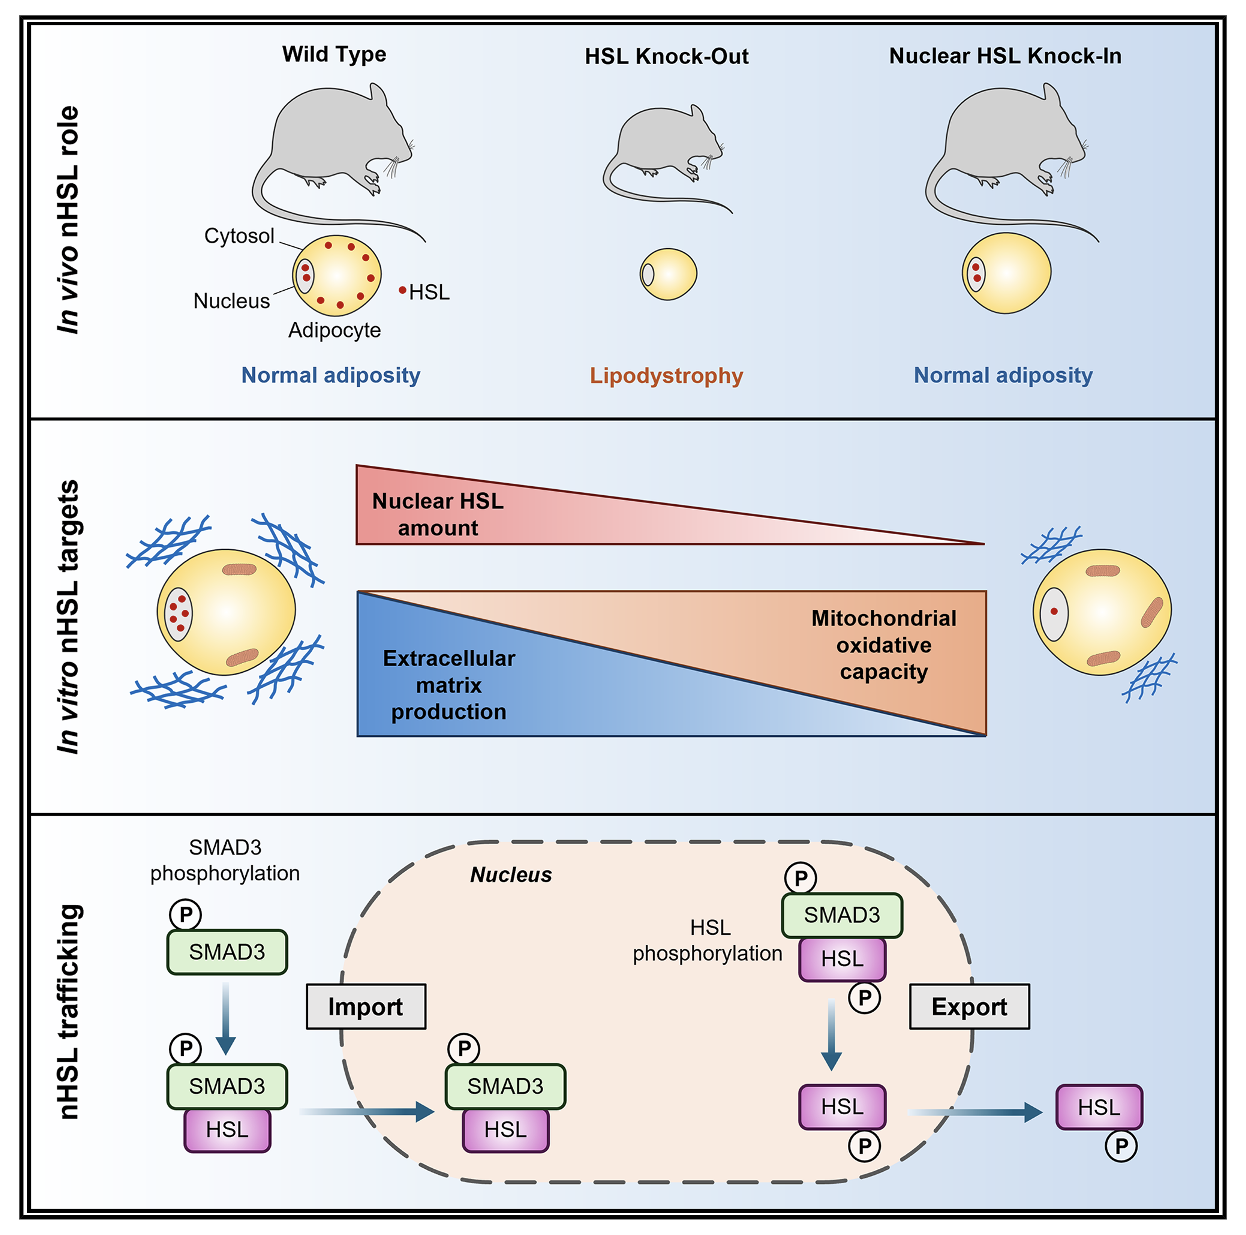 In vivo nHSL role
Wild Type
HSL Knock-Out
Nuclear HSL Knock-In
Cytosol
Nucleus
HSL
Adipocyte
Normal adiposity
Lipodystrophy
Normal adiposity
In vitro nHSL targets
Nuclear HSL
amount
Extracellular
matrix
production
Mitochondrial
oxidative
capacity
nHSL trafficking
SMAD3
phosphorylation
P
SMAD3
P
SMAD3
HSL
Import
Nucleus
P
SMAD3
HSL
HSL
phosphorylation
P
SMAD3
HSL
P
Export
HSL
P
HSL
P